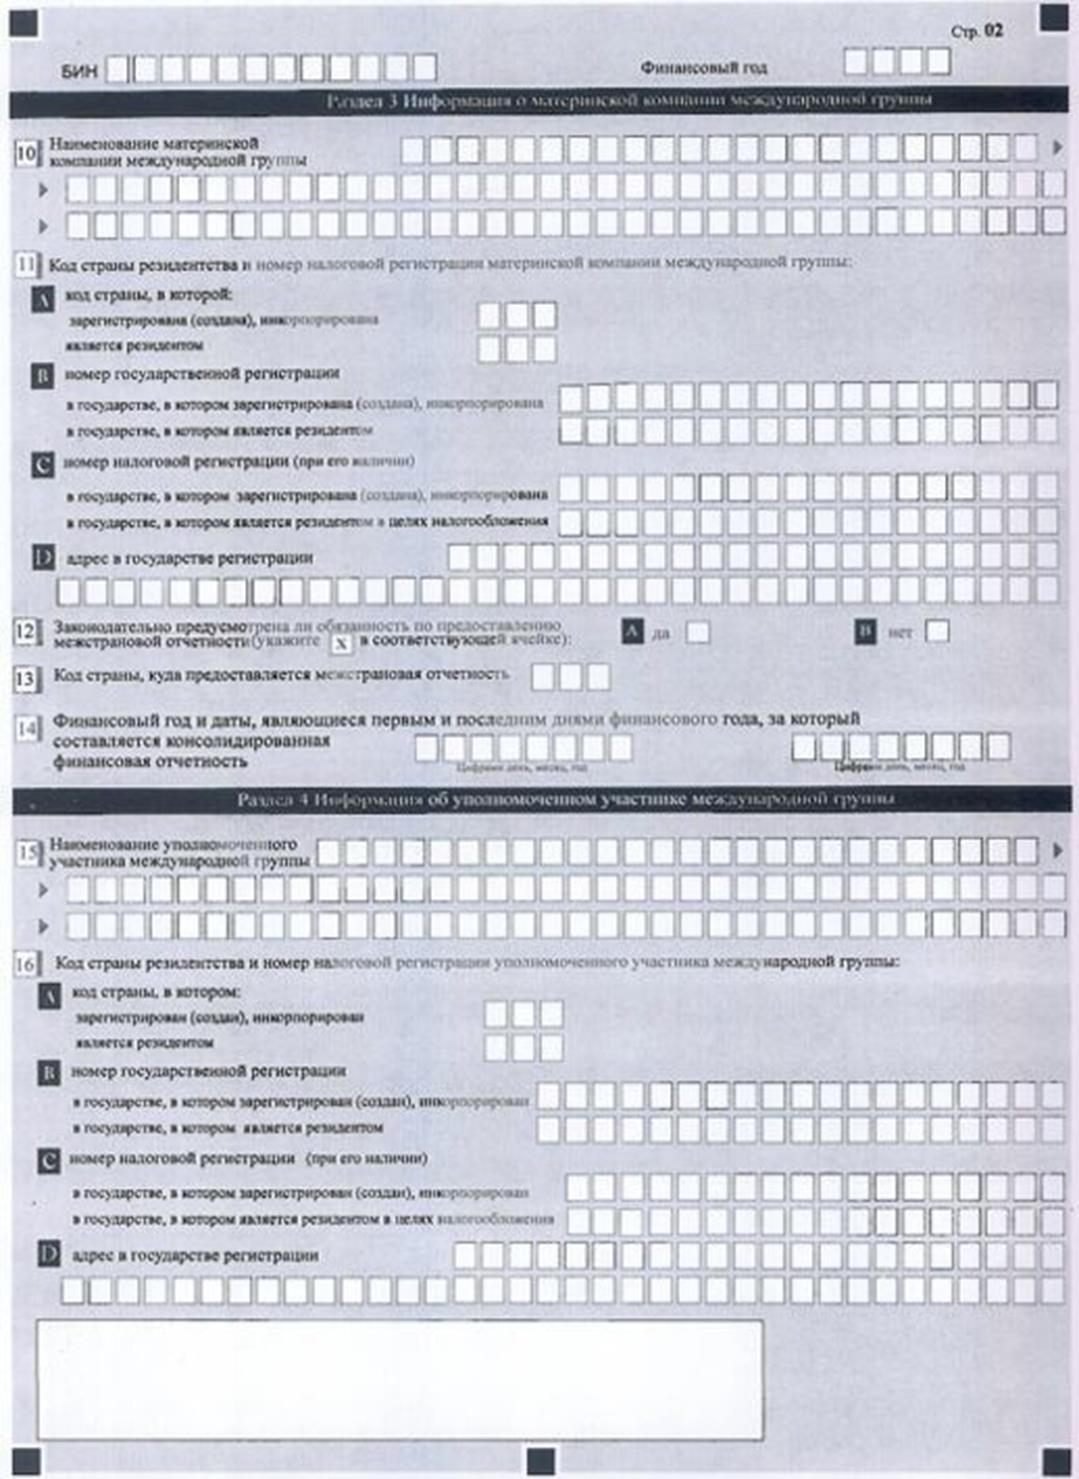 Стр. 02
БИН
Финансовый год
Раздел 3 Информация о материнской компании международной группы
10 Наименование материнской
компании международной группы
11 Код страны резидентства и номер налоговой регистрации материнской компании международной группы:
A код страны, в которой:
зарегистрирована (создана), инкорпорирована
является резидентом
B номер государственной регистрации
в государстве, в котором зарегистрирована (создана), инкорпорирована
в государстве, в котором является резидентом
C номер налоговой регистрации (при его наличии)
в государстве, в котором зарегистрирована (создана), инкорпорирована
в государстве, в котором является резидентом в целях налогообложения
D адрес в государстве регистрации
12 Законодательно предусмотрена ли обязанность по предоставлению
межстрановой отчетности (укажите X в соответствующей ячейке):
A да
B нет
13 Код страны, куда предоставляется межстрановая отчетность
14 Финансовый год и даты, являющиеся первым и последним днями финансового года, за который
составляется консолидированная
финансовая отчетность
Цифрами день, месяц, год
Цифрами день, месяц, год
Раздел 4 Информация об уполномоченном участнике международной группы
15 Наименование уполномоченного
участника международной группы
16 Код страны резидентства и номер налоговой регистрации уполномоченного участника международной группы:
A код страны, в котором:
зарегистрирован (создан), инкорпорирован
является резидентом
B номер государственной регистрации
в государстве, в котором зарегистрирован (создан), инкорпорирован
в государстве, в котором является резидентом
C номер налоговой регистрации (при его наличии)
в государстве, в котором зарегистрирован (создан), инкорпорирован
в государстве, в котором является резидентом в целях налогообложения
D адрес в государстве регистрации